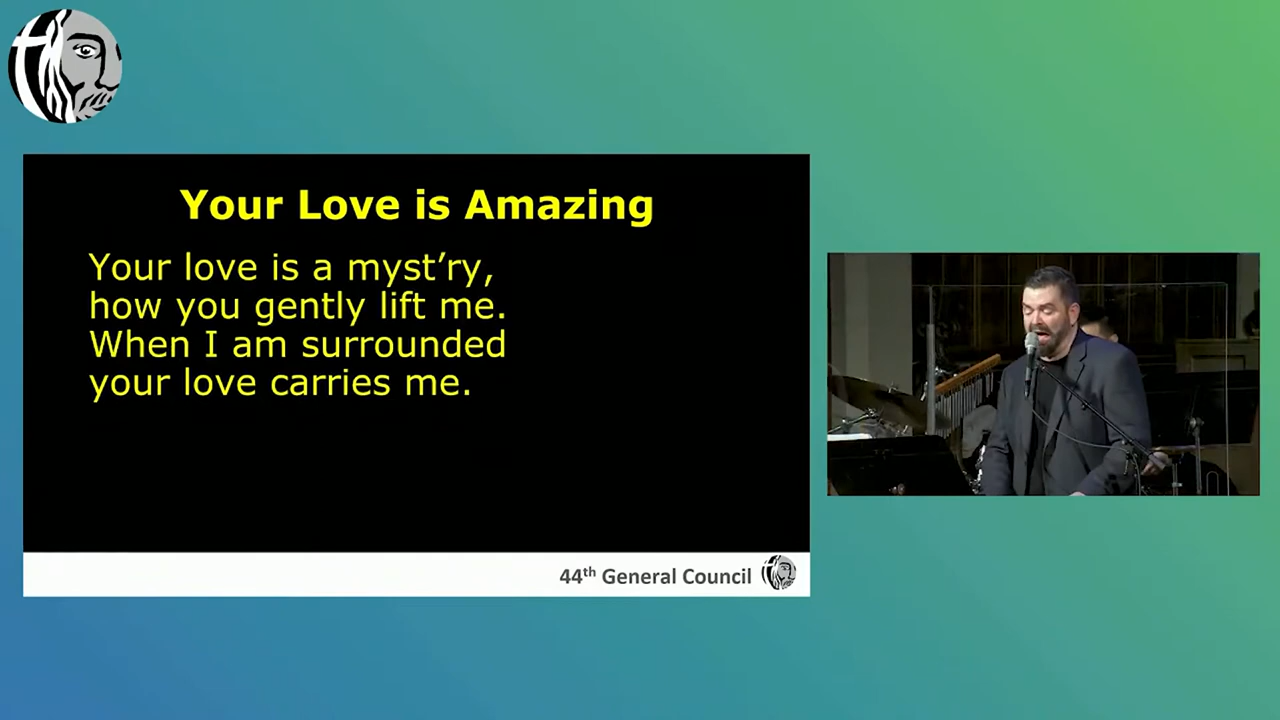 Your Love is Amazing
Your love is a myst’ry,
how you gently lift me.
When I am surrounded
your love carries me.
44th General Council